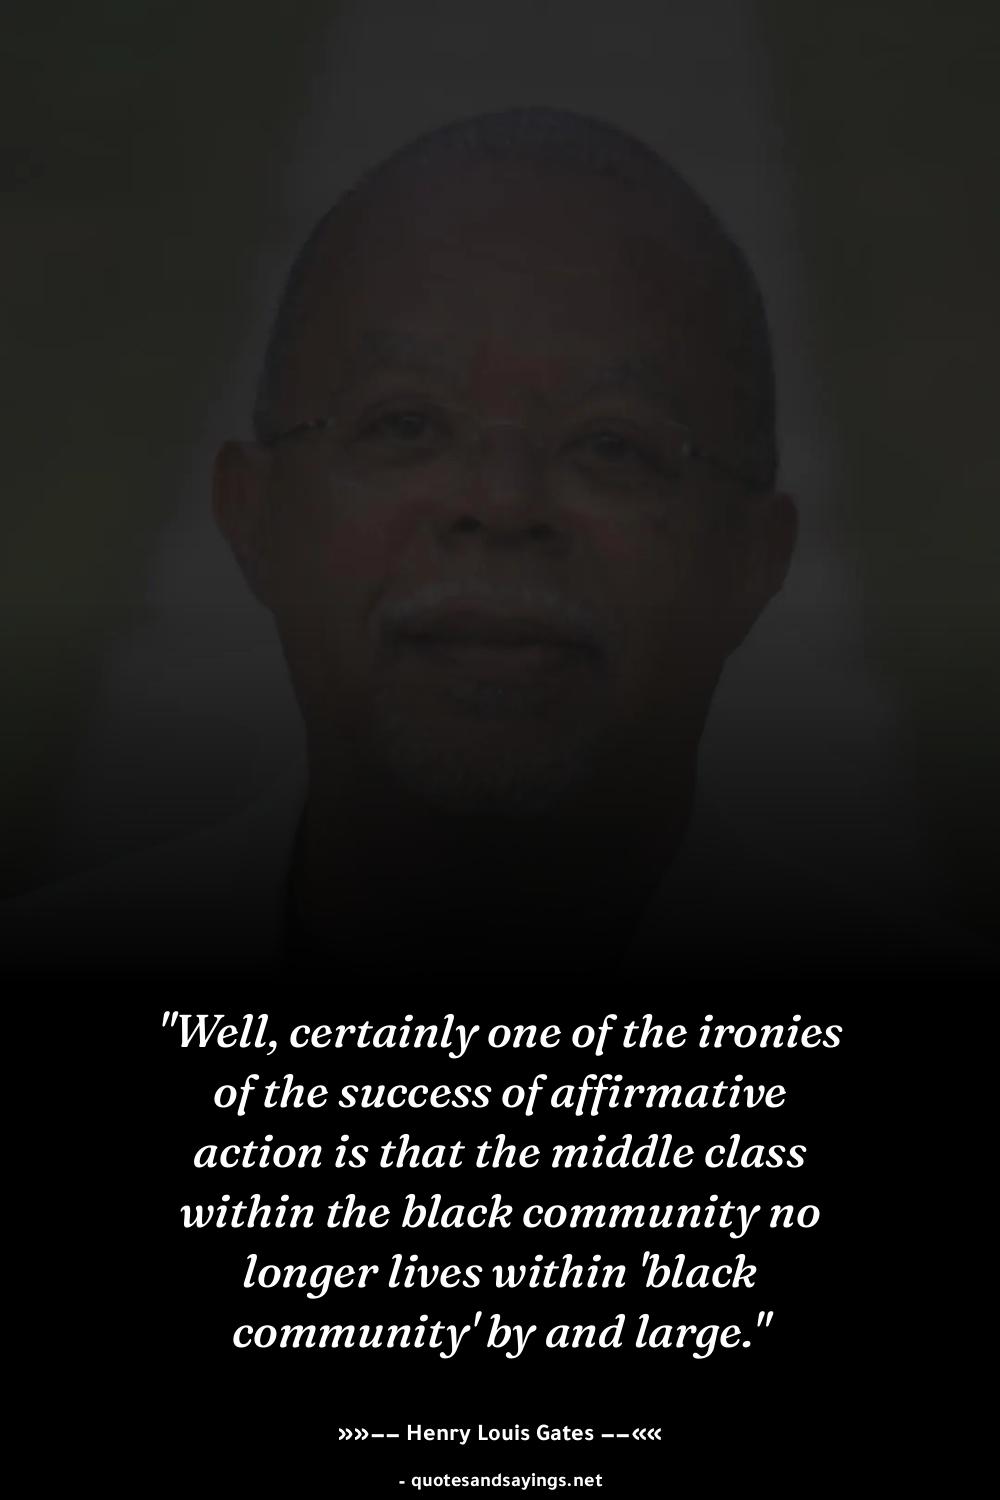 "Well, certainly one of the ironies
of the success of affirmative
action is that the middle class
within the black community no
longer lives within 'black
community' by and large."
»»−− Henry Louis Gates −−««
- quotesandsayings.net